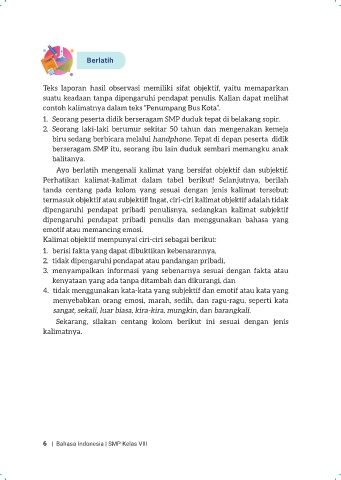 Berlatih
Teks laporan hasil observasi memiliki sifat objektif, yaitu memaparkan
suatu keadaan tanpa dipengaruhi pendapat penulis. Kalian dapat melihat
contoh kalimatnya dalam teks "Penumpang Bus Kota".
1. Seorang peserta didik berseragam SMP duduk tepat di belakang sopir.
2. Seorang laki-laki berumur sekitar 50 tahun dan mengenakan kemeja
biru sedang berbicara melalui handphone. Tepat di depan peserta didik
berseragam SMP itu, seorang ibu lain duduk sembari memangku anak
balitanya.
Ayo berlatih mengenali kalimat yang bersifat objektif dan subjektif.
Perhatikan kalimat-kalimat dalam tabel berikut! Selanjutnya, berilah
tanda centang pada kolom yang sesuai dengan jenis kalimat tersebut:
termasuk objektif atau subjektif! Ingat, ciri-ciri kalimat objektif adalah tidak
dipengaruhi pendapat pribadi penulisnya, sedangkan kalimat subjektif
dipengaruhi pendapat pribadi penulis dan menggunakan bahasa yang
emotif atau memancing emosi.
Kalimat objektif mempunyai ciri-ciri sebagai berikut:
1. berisi fakta yang dapat dibuktikan kebenarannya,
2. tidak dipengaruhi pendapat atau pandangan pribadi,
3. menyampaikan informasi yang sebenarnya sesuai dengan fakta atau
kenyataan yang ada tanpa ditambah dan dikurangi, dan
4. tidak menggunakan kata-kata yang subjektif dan emotif atau kata yang
menyebabkan orang emosi, marah, sedih, dan ragu-ragu, seperti kata
sangat, sekali, luar biasa, kira-kira, mungkin, dan barangkali.
Sekarang, silakan centang kolom berikut ini sesuai dengan jenis
kalimatnya.
6 | Bahasa Indonesia | SMP Kelas VIII